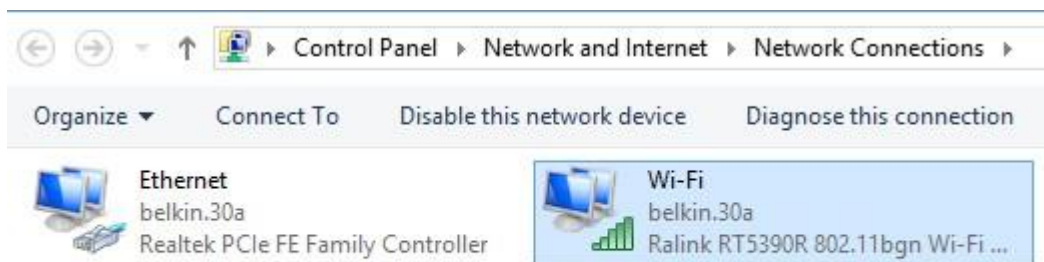 Control Panel Network and Internet Network Connections
Organize Connect To Disable this network device Diagnose this connection
Ethernet
belkin.30a
Realtek PCIe FE Family Controller
Wi-Fi
belkin.30a
Ralink RT5390R 802.11bgn Wi-Fi ...